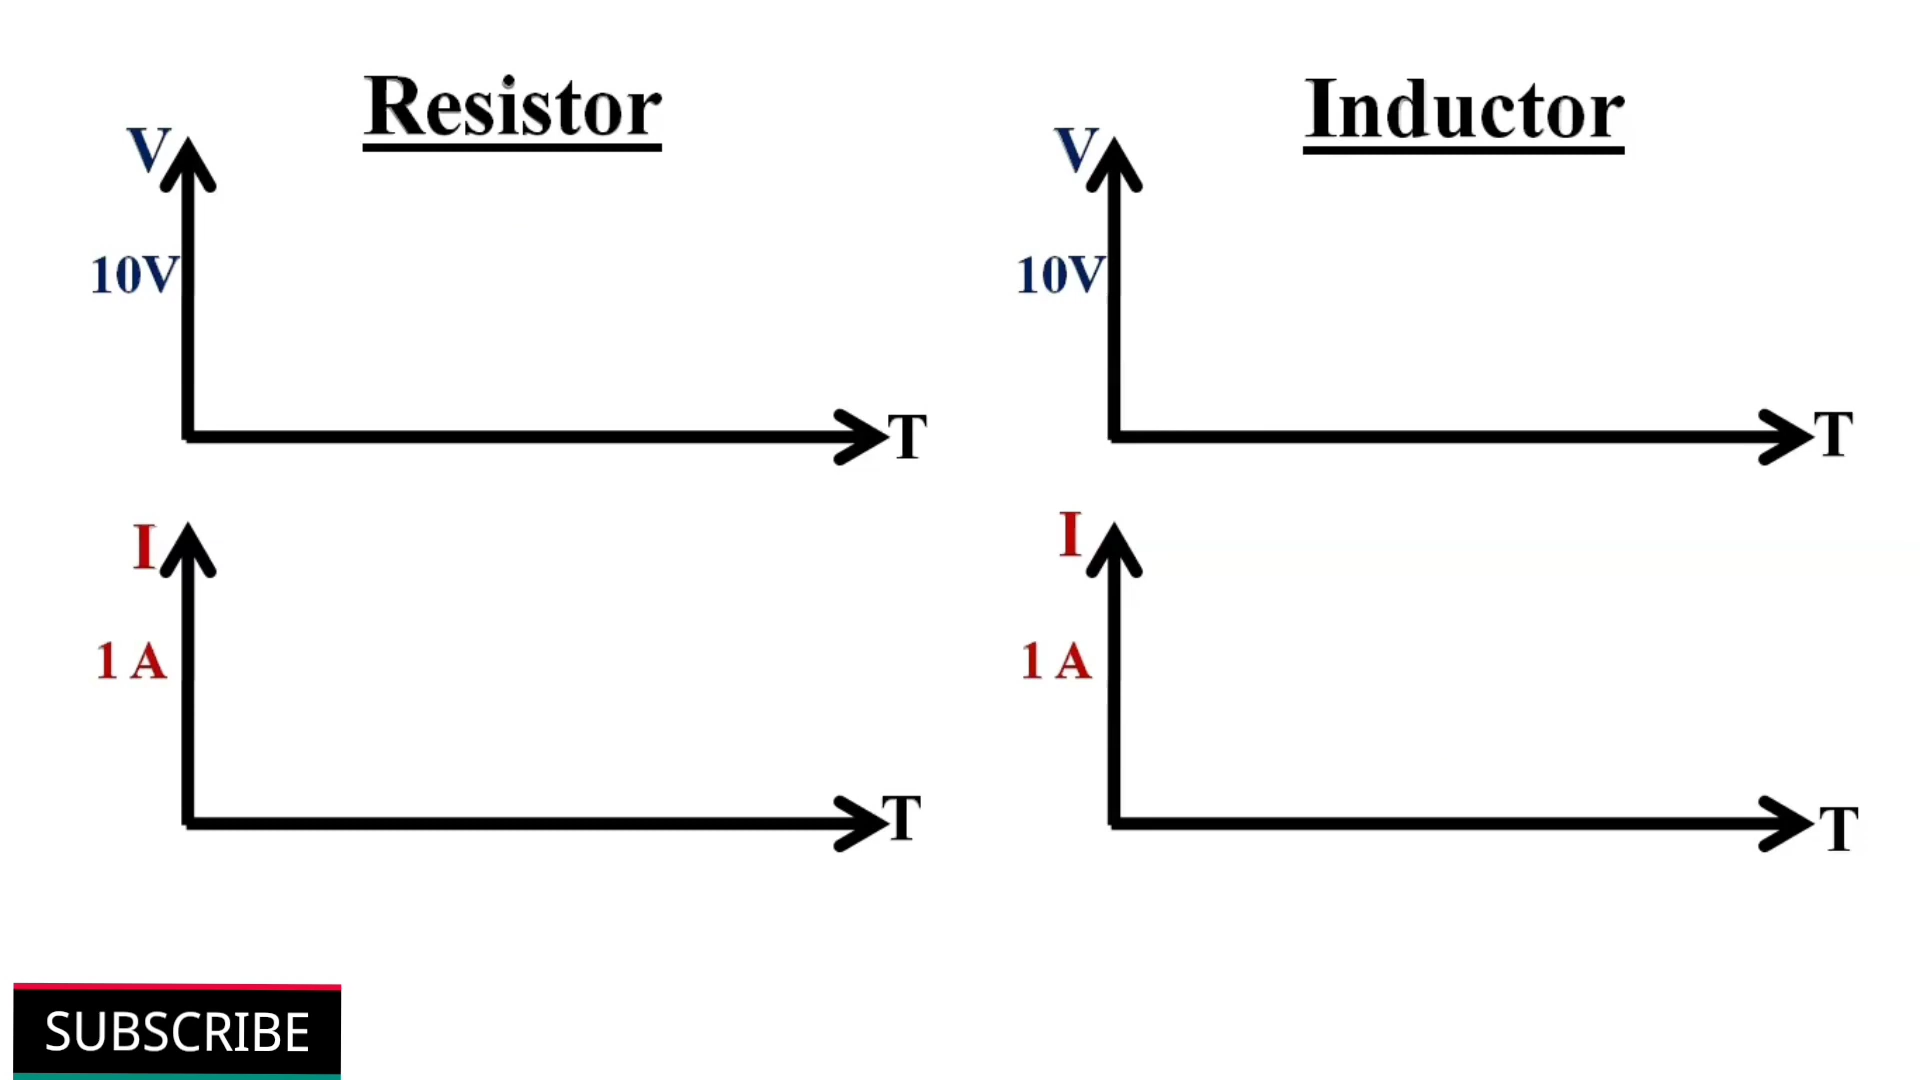 Resistor
V
10V
T
I
1 A
T
Inductor
V
10V
T
I
1 A
T
SUBSCRIBE